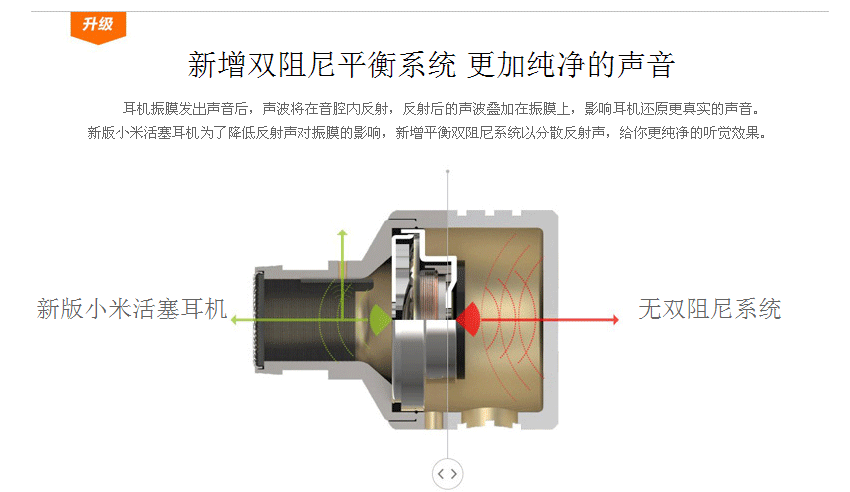 升级
新增双阻尼平衡系统 更加纯净的声音
耳机振膜发出声音后，声波将在音腔内反射，反射后的声波叠加在振膜上，影响耳机还原更真实的声音。
新版小米活塞耳机为了降低反射声对振膜的影响，新增平衡双阻尼系统以分散反射声，给你更纯净的听觉效果。
新版小米活塞耳机
无双阻尼系统